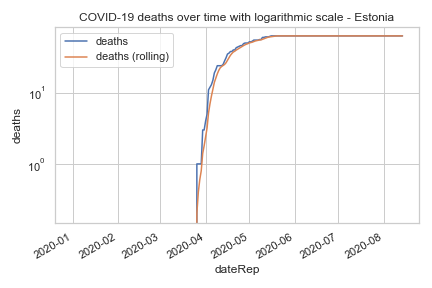 COVID-19 deaths over time with logarithmic scale - Estonia
deaths
deaths (rolling)
deaths
10¹
10⁰
2020-01
2020-02
2020-03
2020-04
2020-05
2020-06
2020-07
2020-08
dateRep